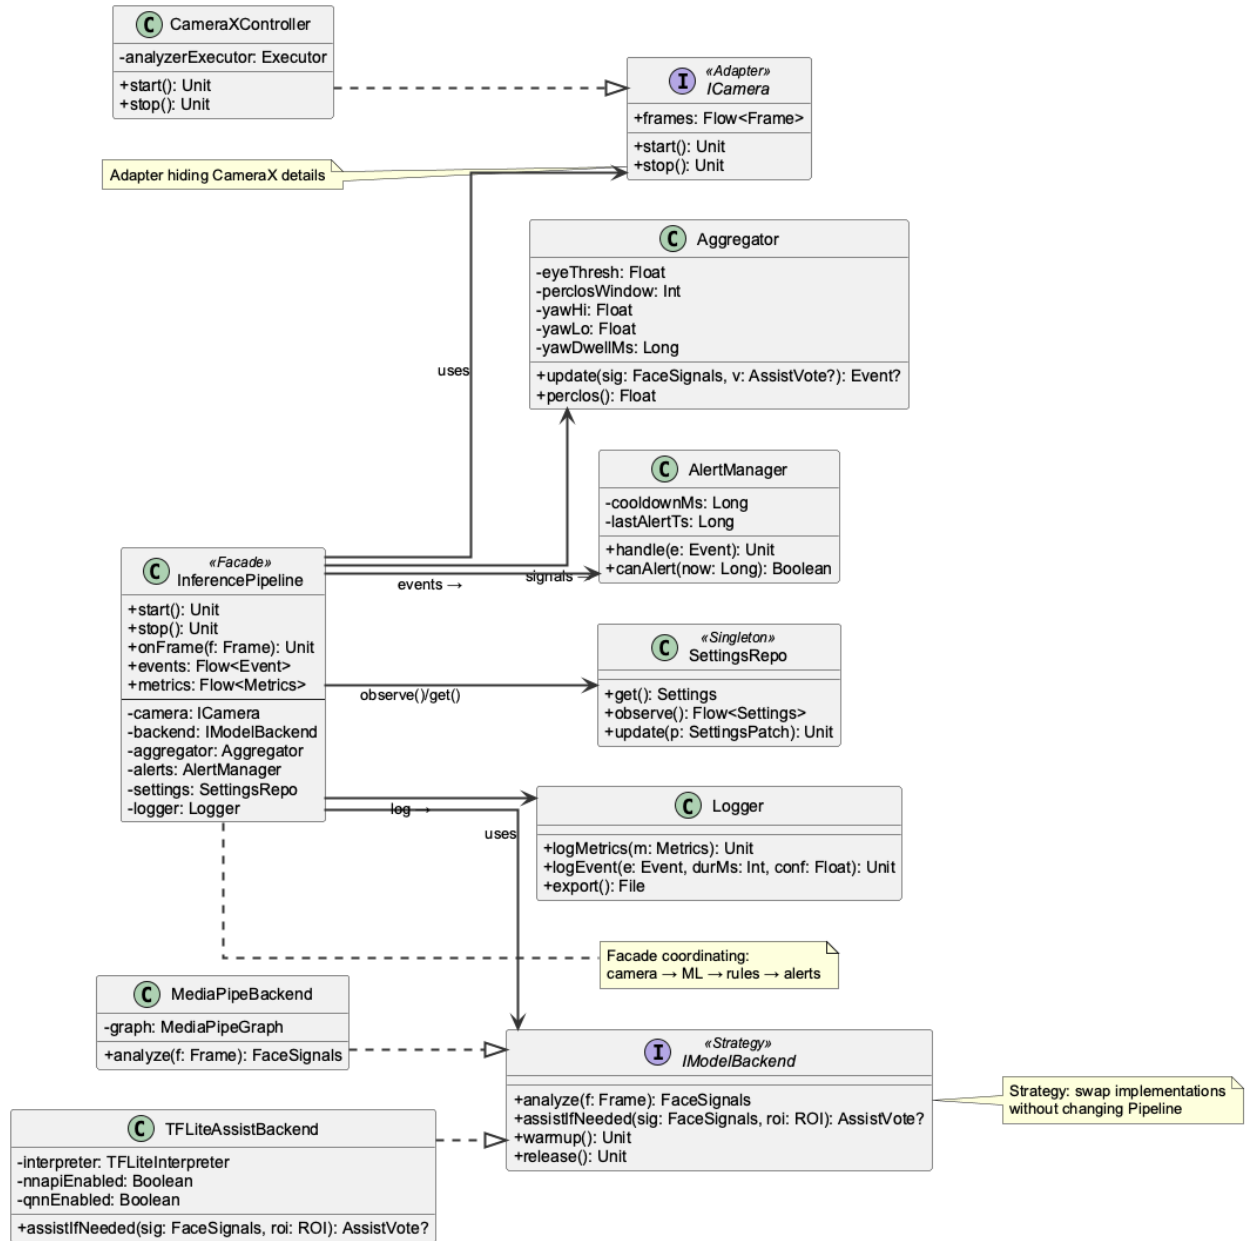 C CameraXController
-analyzerExecutor: Executor
+start(): Unit
+stop(): Unit
I «Adapter»
ICamera
+frames: Flow<Frame>
+start(): Unit
+stop(): Unit
Adapter hiding CameraX details
C Aggregator
-eyeThresh: Float
-perclosWindow: Int
-yawHi: Float
-yawLo: Float
-yawDwellMs: Long
+update(sig: FaceSignals, v: AssistVote?): Event?
+perclos(): Float
uses
C AlertManager
-cooldownMs: Long
-lastAlertTs: Long
+handle(e: Event): Unit
+canAlert(now: Long): Boolean
C «Facade»
InferencePipeline
+start(): Unit
+stop(): Unit
+onFrame(f: Frame): Unit
+events: Flow<Event>
+metrics: Flow<Metrics>
-camera: ICamera
-backend: IModelBackend
-aggregator: Aggregator
-alerts: AlertManager
-settings: SettingsRepo
-logger: Logger
events →
signals →
C «Singleton»
SettingsRepo
+get(): Settings
+observe(): Flow<Settings>
+update(p: SettingsPatch): Unit
observe()/get()
C Logger
+logMetrics(m: Metrics): Unit
+logEvent(e: Event, durMs: Int, conf: Float): Unit
+export(): File
log →
uses
Facade coordinating:
camera → ML → rules → alerts
C MediaPipeBackend
-graph: MediaPipeGraph
+analyze(f: Frame): FaceSignals
I «Strategy»
IModelBackend
+analyze(f: Frame): FaceSignals
+assistIfNeeded(sig: FaceSignals, roi: ROI): AssistVote?
+warmup(): Unit
+release(): Unit
Strategy: swap implementations
without changing Pipeline
C TFLiteAssistBackend
-interpreter: TFLiteInterpreter
-nnapiEnabled: Boolean
-qnnEnabled: Boolean
+assistIfNeeded(sig: FaceSignals, roi: ROI): AssistVote?